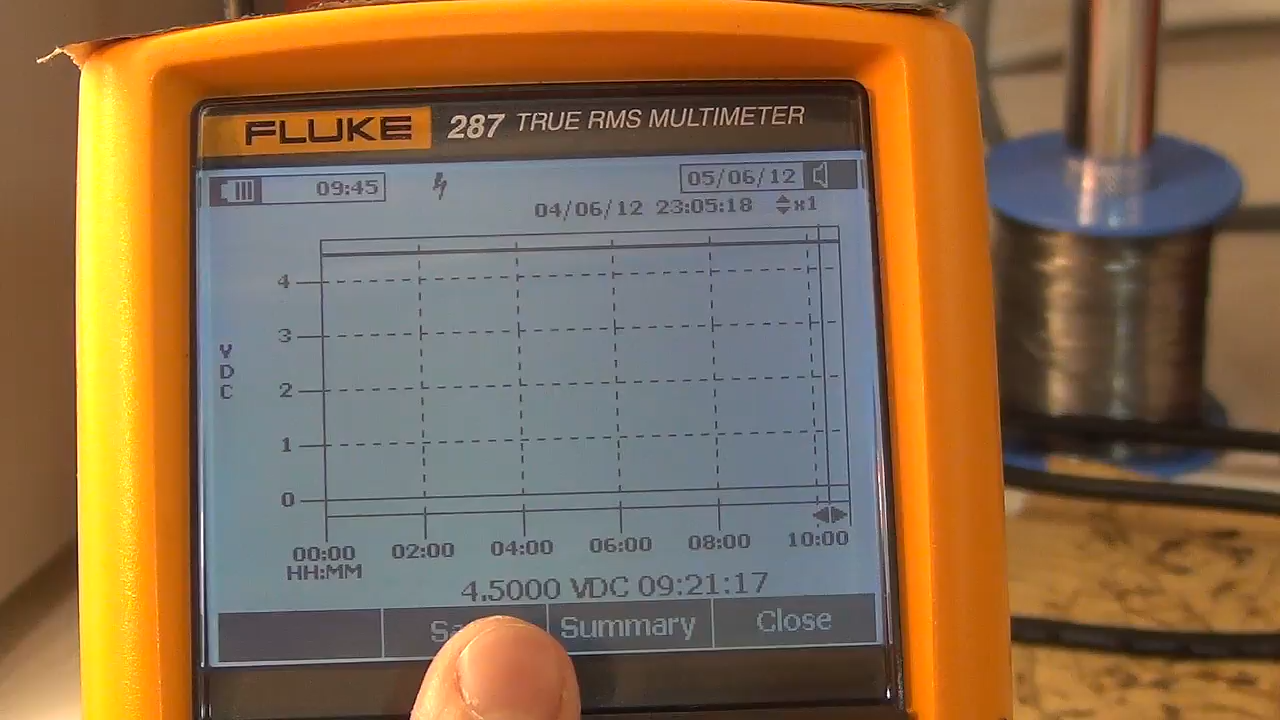 FLUKE 287 TRUE RMS MULTIMETER
09:45 05/06/12
04/06/12 23:05:18 x1
4
3
VDC
2
1
0
00:00 02:00 04:00 06:00 08:00 10:00
HH:MM
4.5000 VDC 09:21:17
Summary Close